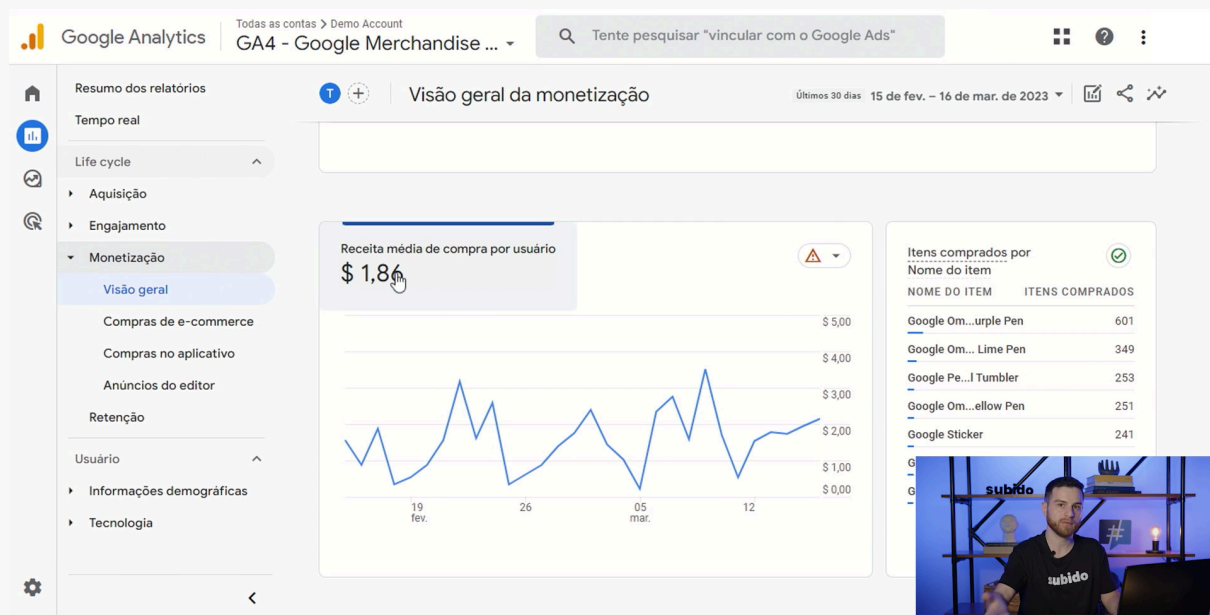 Google Analytics
Todas as contas > Demo Account
GA4 - Google Merchandise ...
Tente pesquisar "vincular com o Google Ads"
Resumo dos relatórios
Tempo real
Life cycle
Aquisição
Engajamento
Monetização
Visão geral
Compras de e-commerce
Compras no aplicativo
Anúncios do editor
Retenção
Usuário
Informações demográficas
Tecnologia
T
Visão geral da monetização
Últimos 30 dias 15 de fev. – 16 de mar. de 2023
Receita média de compra por usuário
$ 1,86
$ 5,00
$ 4,00
$ 3,00
$ 2,00
$ 1,00
$ 0,00
19
fev.
26
05
mar.
12
Itens comprados por
Nome do item
NOME DO ITEM ITENS COMPRADOS
Google Om...urple Pen 601
Google Om... Lime Pen 349
Google Pe...l Tumbler 253
Google Om...ellow Pen 251
Google Sticker 241
G
G
subido
#
subido